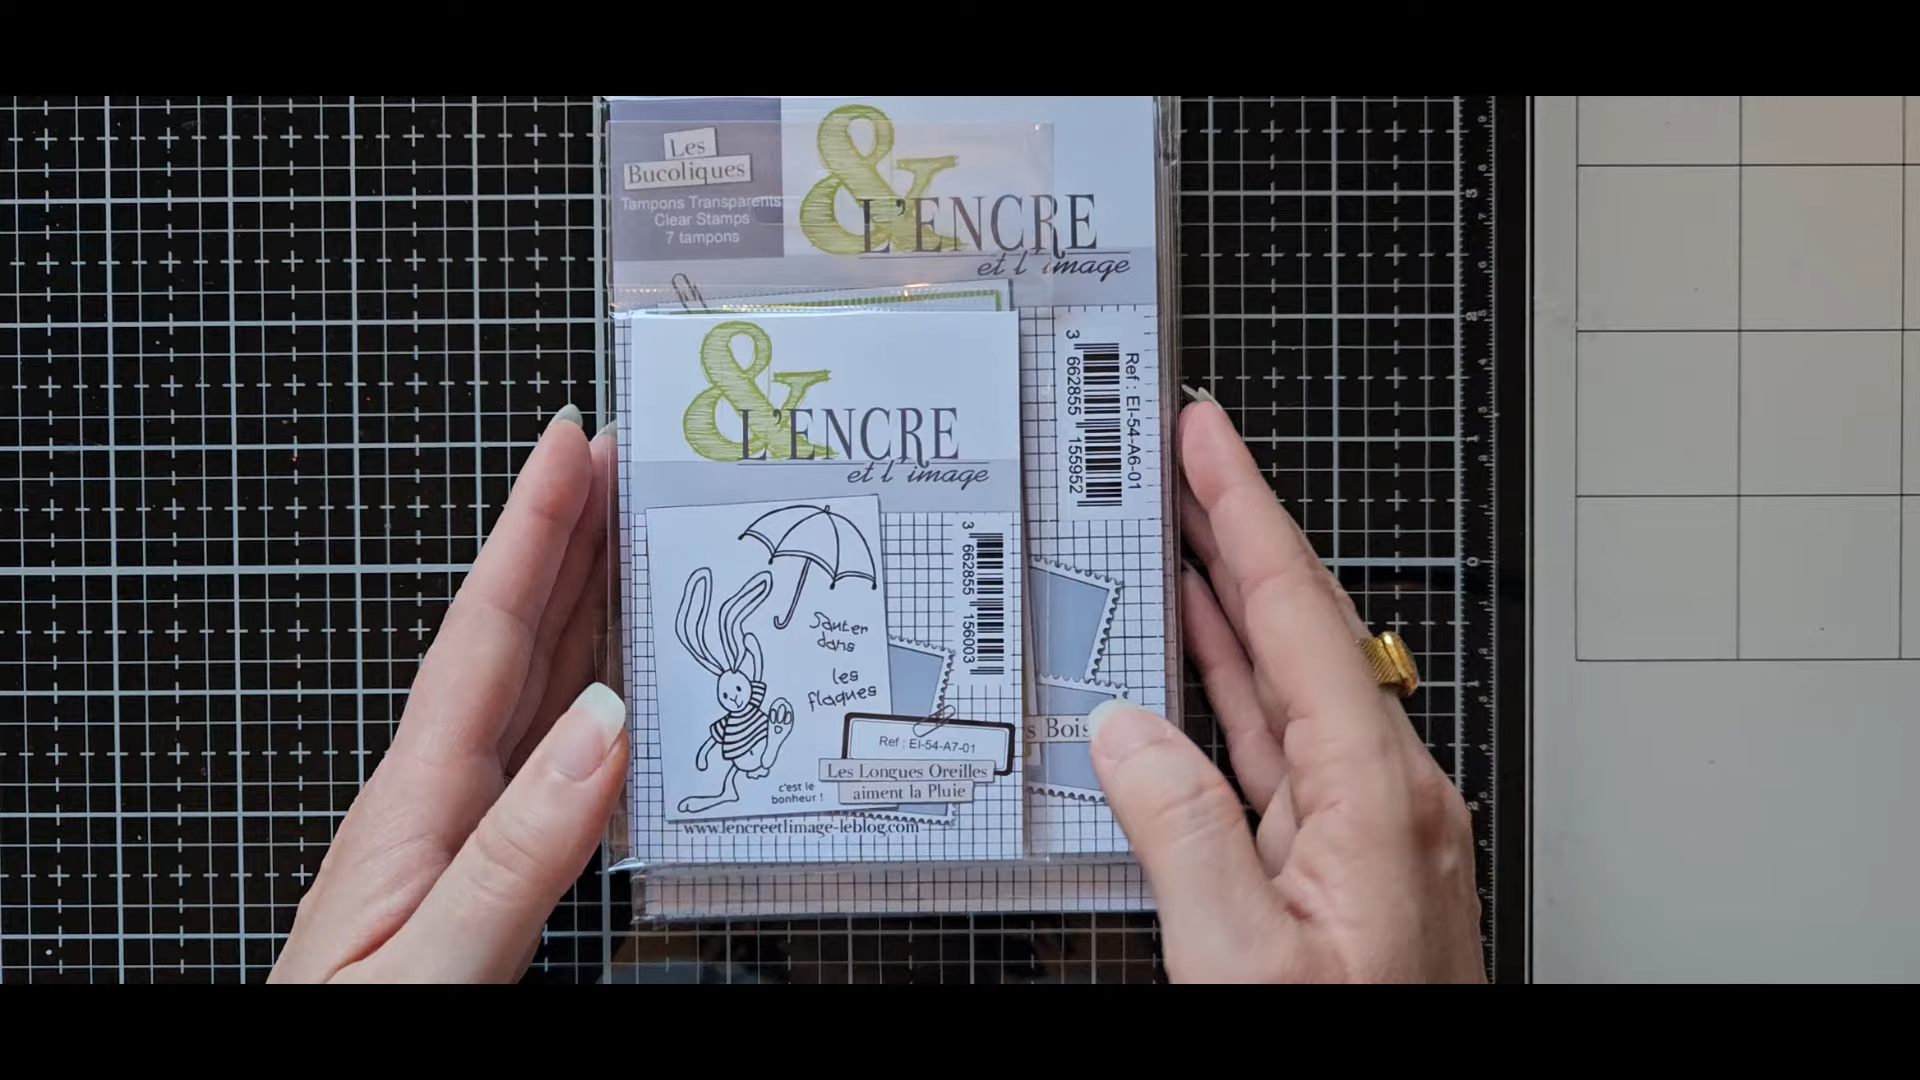 Les
Bucoliques
Tampons Transparents
Clear Stamps
7 tampons
&
L'ENCRE
et l'image
Ref : EI-54-A6-01
3 662855 155952
s Bois
&
L'ENCRE
et l'image
3 662855 156003
Sauter
dans
les
flaques
c'est le
bonheur !
Ref : EI-54-A7-01
Les Longues Oreilles
aiment la Pluie
www.lencreetlimage-leblog.com